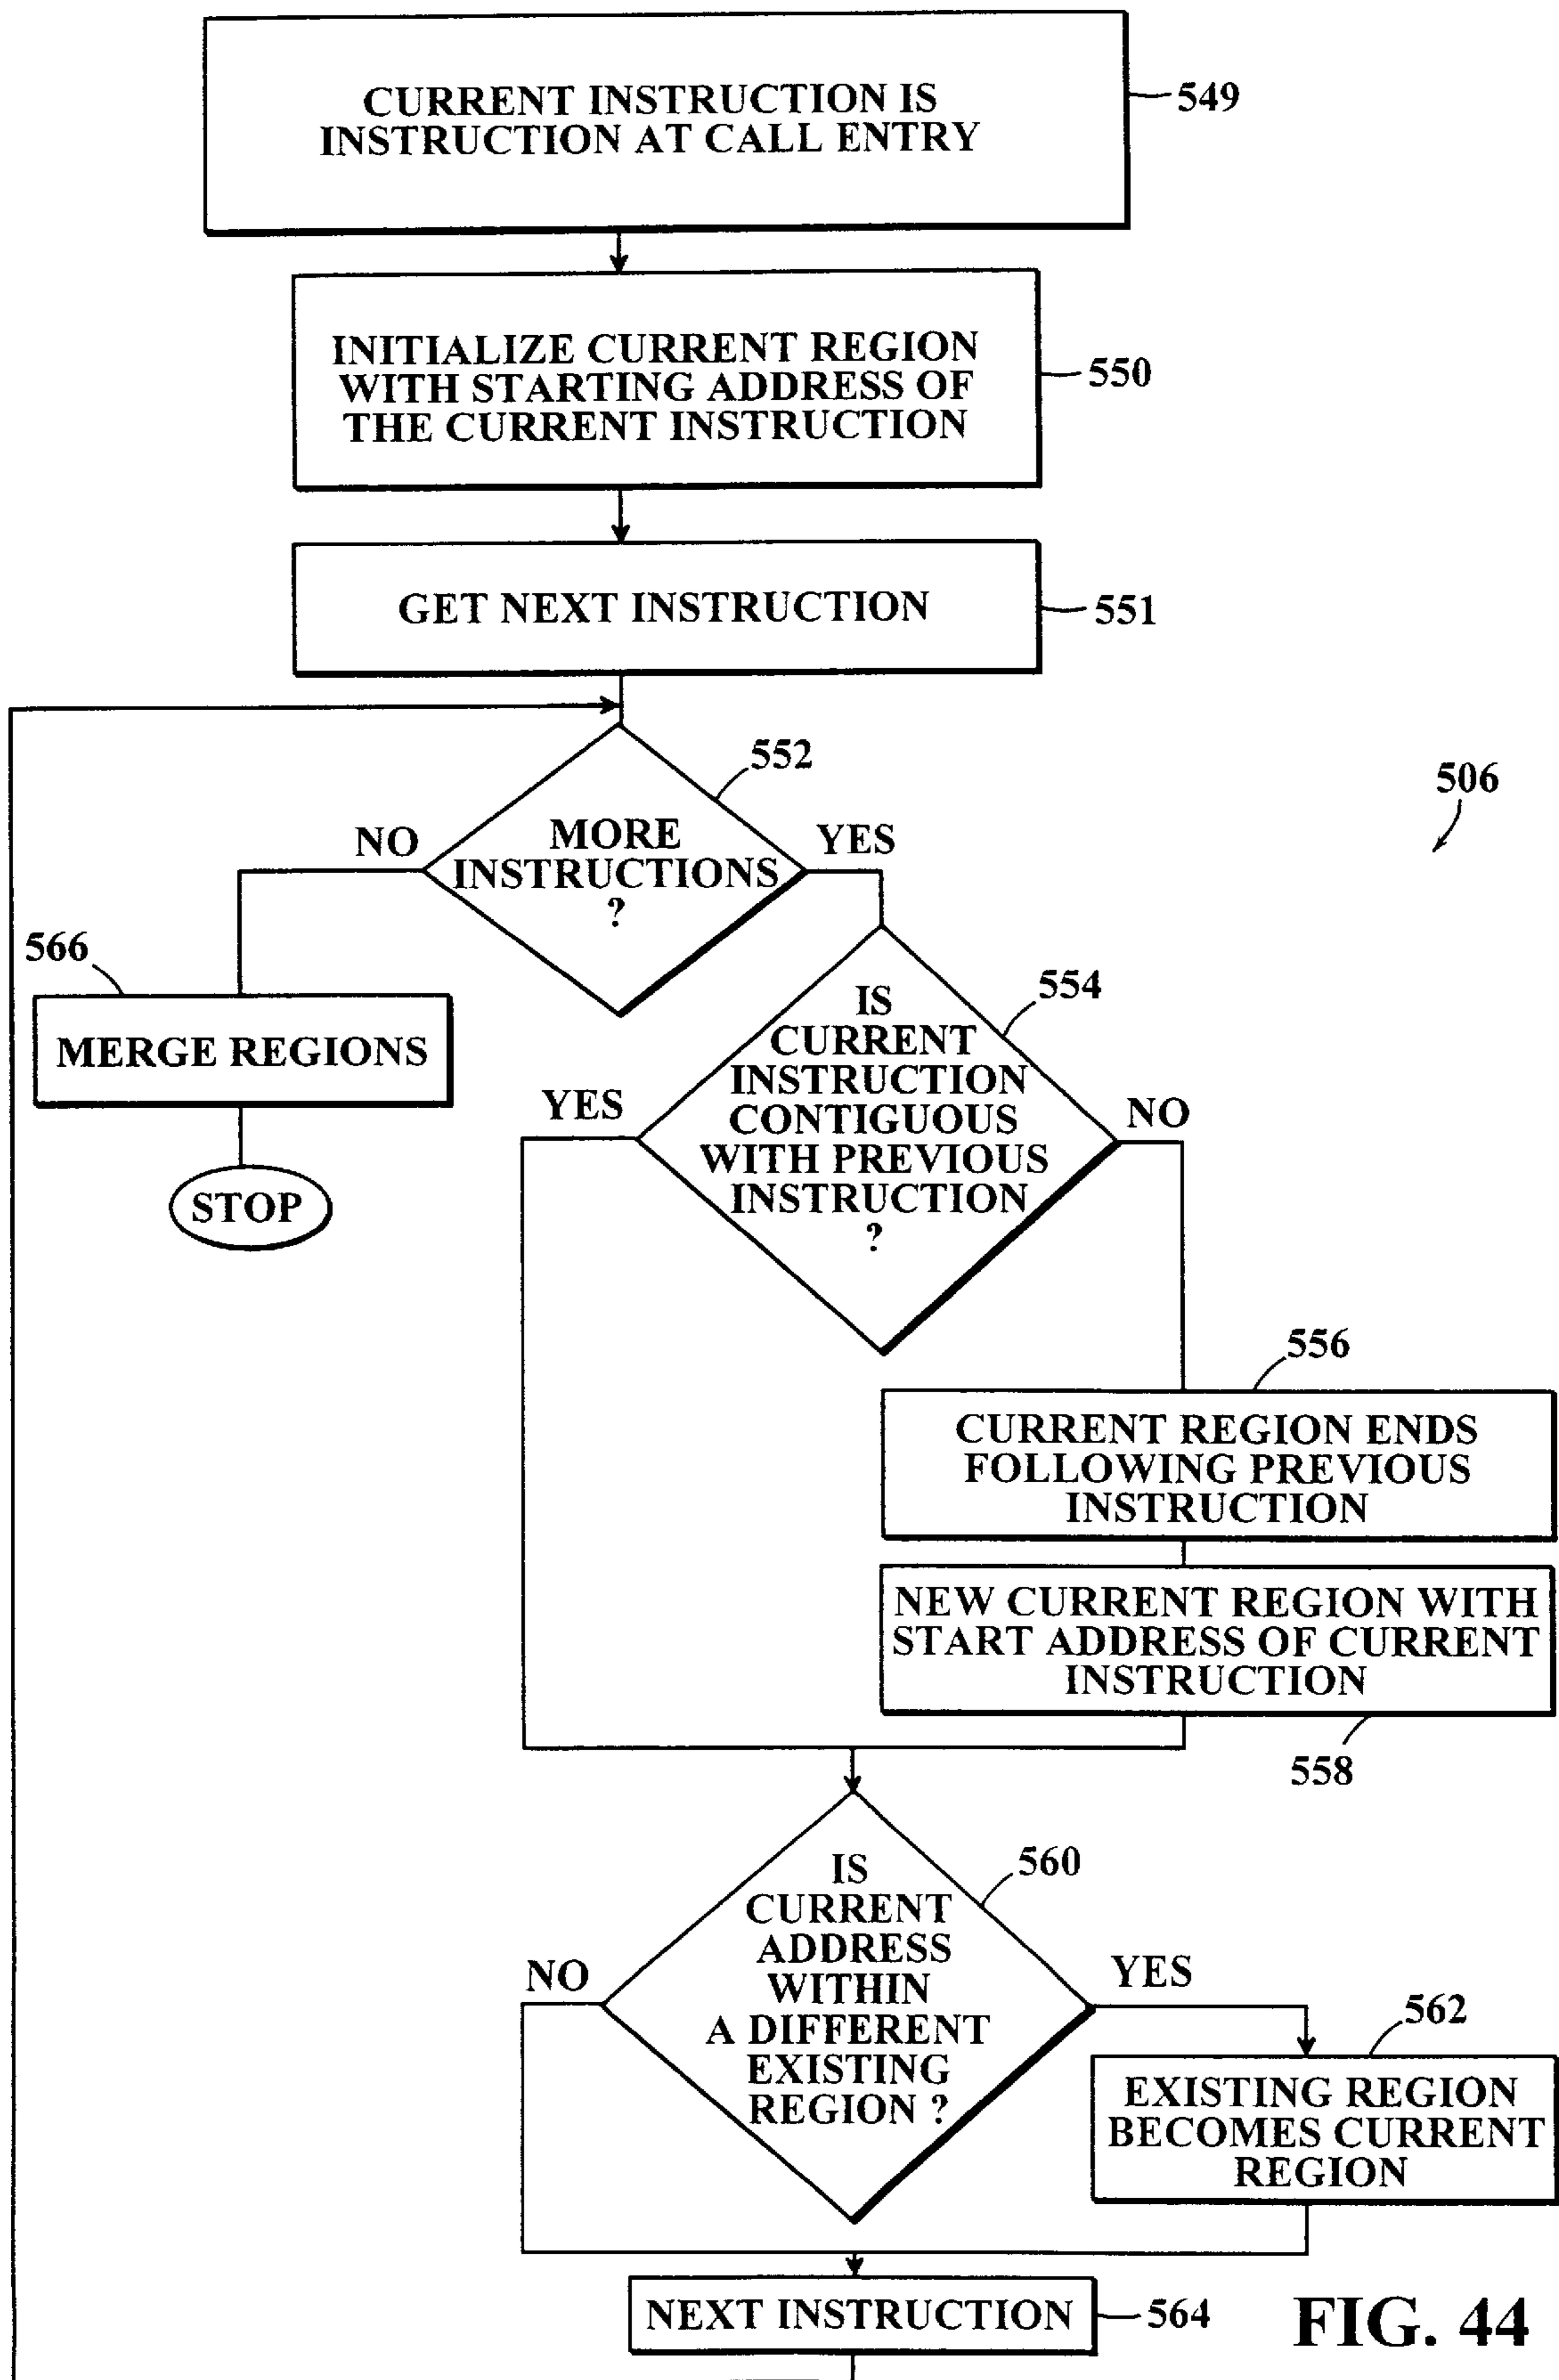 CURRENT INSTRUCTION IS
INSTRUCTION AT CALL ENTRY
549
INITIALIZE CURRENT REGION
WITH STARTING ADDRESS OF
THE CURRENT INSTRUCTION
550
GET NEXT INSTRUCTION
551
552
506
NO
MORE
INSTRUCTIONS
?
YES
566
MERGE REGIONS
STOP
554
IS
CURRENT
INSTRUCTION
CONTIGUOUS
WITH PREVIOUS
INSTRUCTION
?
YES
NO
556
CURRENT REGION ENDS
FOLLOWING PREVIOUS
INSTRUCTION
NEW CURRENT REGION WITH
START ADDRESS OF CURRENT
INSTRUCTION
558
560
IS
CURRENT
ADDRESS
WITHIN
A DIFFERENT
EXISTING
REGION ?
NO
YES
562
EXISTING REGION
BECOMES CURRENT
REGION
NEXT INSTRUCTION
564
FIG. 44